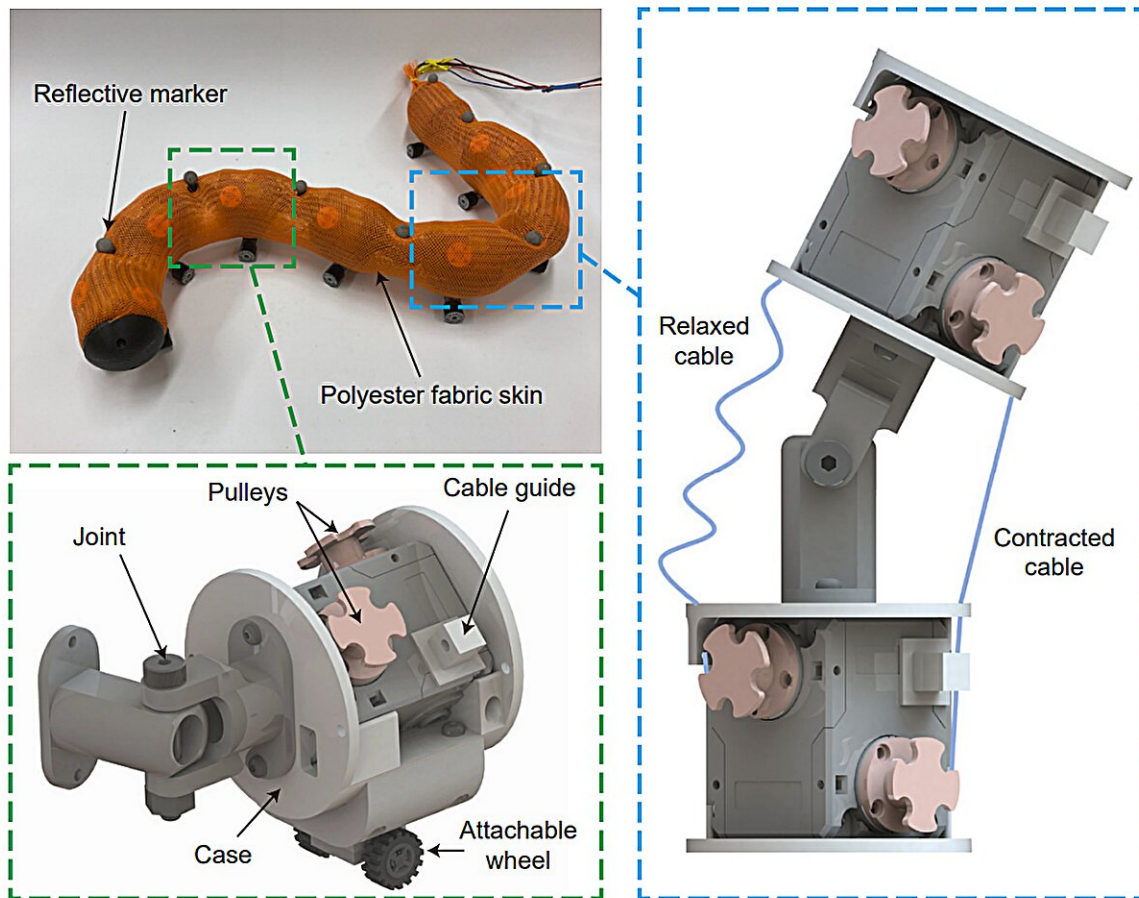 Reflective marker
Polyester fabric skin
Relaxed
cable
Contracted
cable
Pulleys
Cable guide
Joint
Case
Attachable
wheel